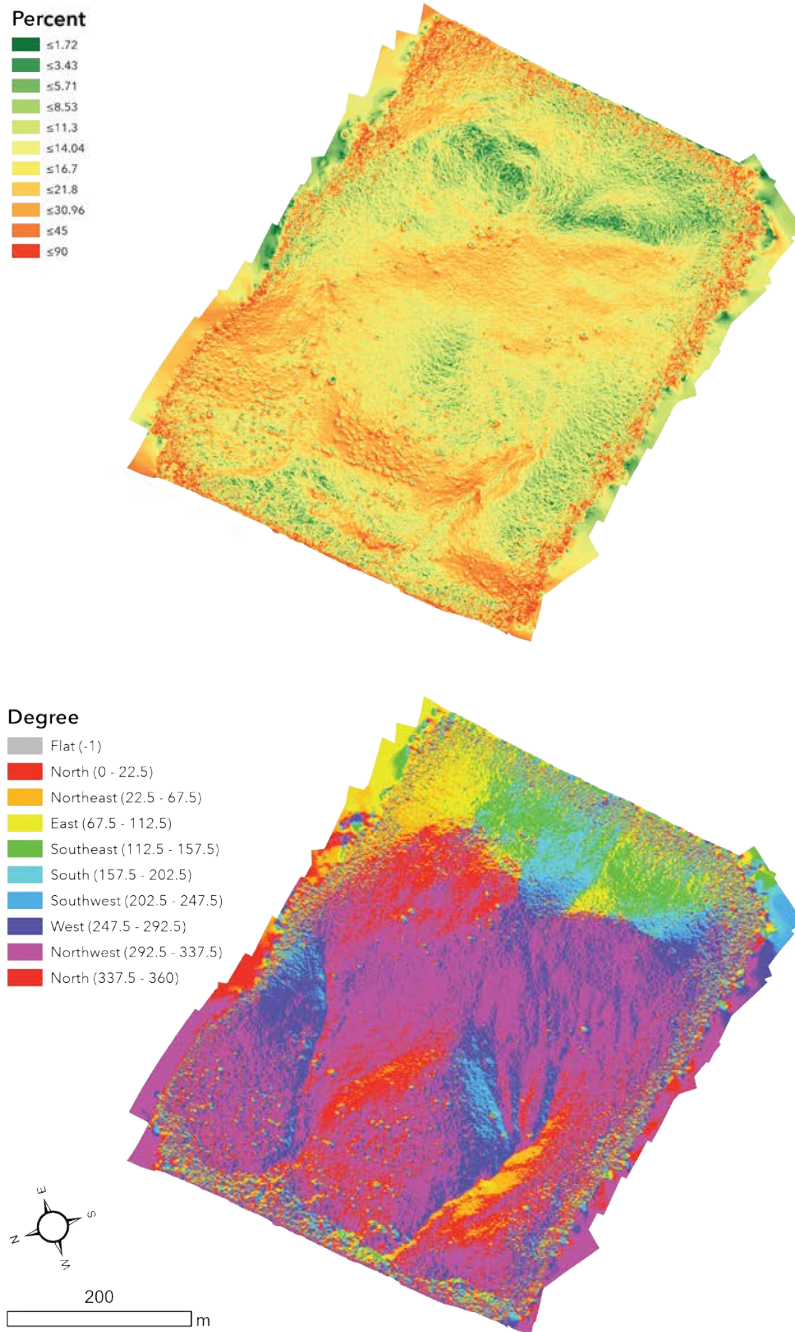 Percent
≤1.72
≤3.43
≤5.71
≤8.53
≤11.3
≤14.04
≤16.7
≤21.8
≤30.96
≤45
≤90
Degree
Flat (-1)
North (0 - 22.5)
Northeast (22.5 - 67.5)
East (67.5 - 112.5)
Southeast (112.5 - 157.5)
South (157.5 - 202.5)
Southwest (202.5 - 247.5)
West (247.5 - 292.5)
Northwest (292.5 - 337.5)
North (337.5 - 360)
E
N S
W
200
m